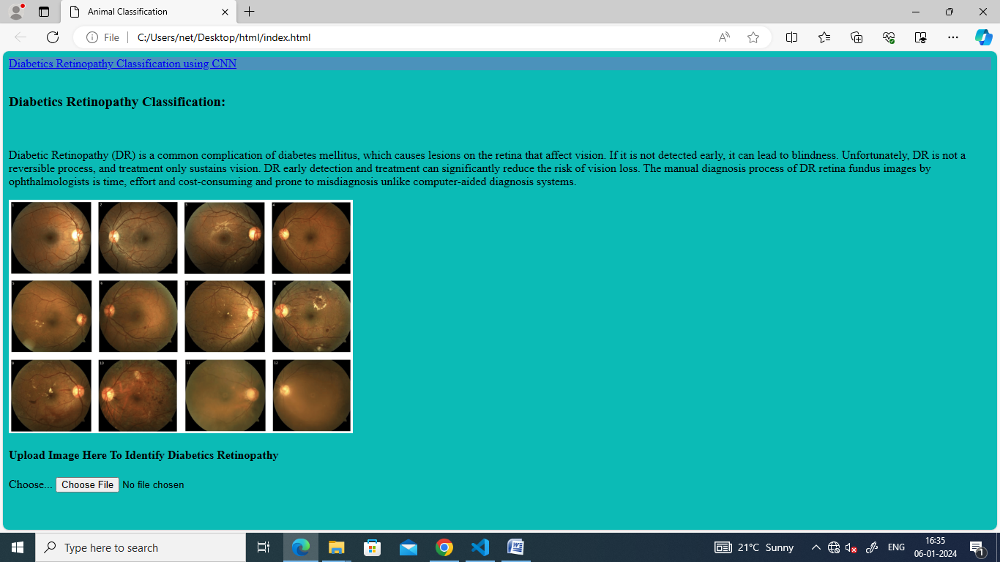 Animal Classification
File
C:/Users/net/Desktop/html/index.html
Diabetics Retinopathy Classification using CNN
Diabetics Retinopathy Classification:
Diabetic Retinopathy (DR) is a common complication of diabetes mellitus, which causes lesions on the retina that affect vision. If it is not detected early, it can lead to blindness. Unfortunately, DR is not a
reversible process, and treatment only sustains vision. DR early detection and treatment can significantly reduce the risk of vision loss. The manual diagnosis process of DR retina fundus images by
ophthalmologists is time, effort and cost-consuming and prone to misdiagnosis unlike computer-aided diagnosis systems.
1 2 3 4
5 6 7 8
9 10 11 12
Upload Image Here To Identify Diabetics Retinopathy
Choose... Choose File No file chosen
Type here to search
W
21°C Sunny
ENG
16:35
06-01-2024
1